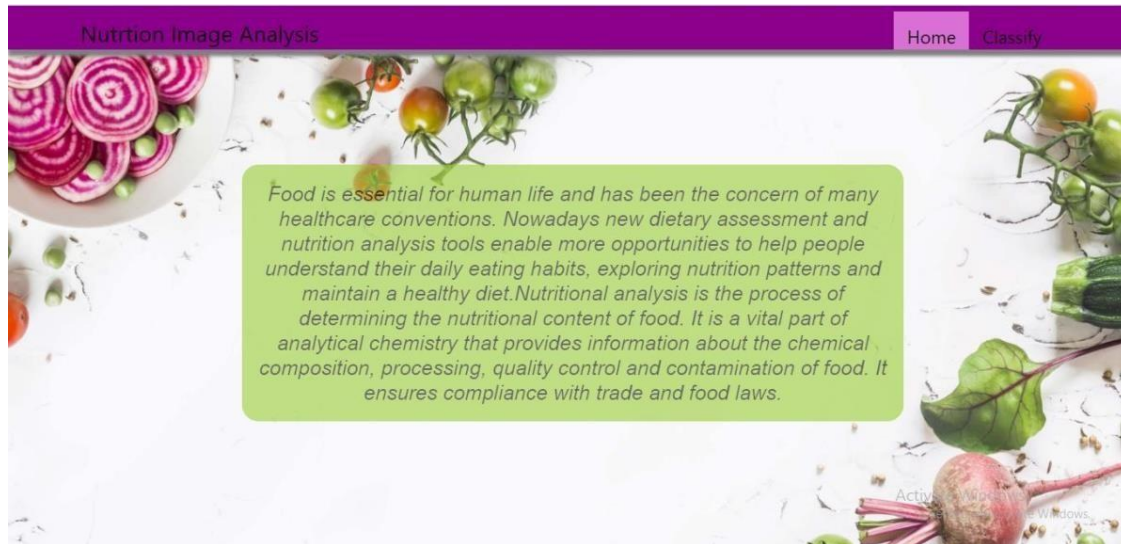 Nutrtion Image Analysis
Home
Classify
Food is essential for human life and has been the concern of many
healthcare conventions. Nowadays new dietary assessment and
nutrition analysis tools enable more opportunities to help people
understand their daily eating habits, exploring nutrition patterns and
maintain a healthy diet.Nutritional analysis is the process of
determining the nutritional content of food. It is a vital part of
analytical chemistry that provides information about the chemical
composition, processing, quality control and contamination of food. It
ensures compliance with trade and food laws.
Windows.